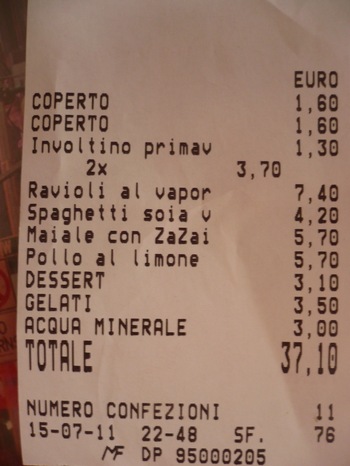 EURO
COPERTO 1,60
COPERTO 1,60
Involtino primav 1,30
2x 3,70
Ravioli al vapor 7,40
Spaghetti soia v 4,20
Maiale con ZaZai 5,70
Pollo al limone 5,70
DESSERT 3,10
GELATI 3,50
ACQUA MINERALE 3,00
TOTALE 37,10
NUMERO CONFEZIONI 11
15-07-11 22-48 SF. 76
MF DP 95000205